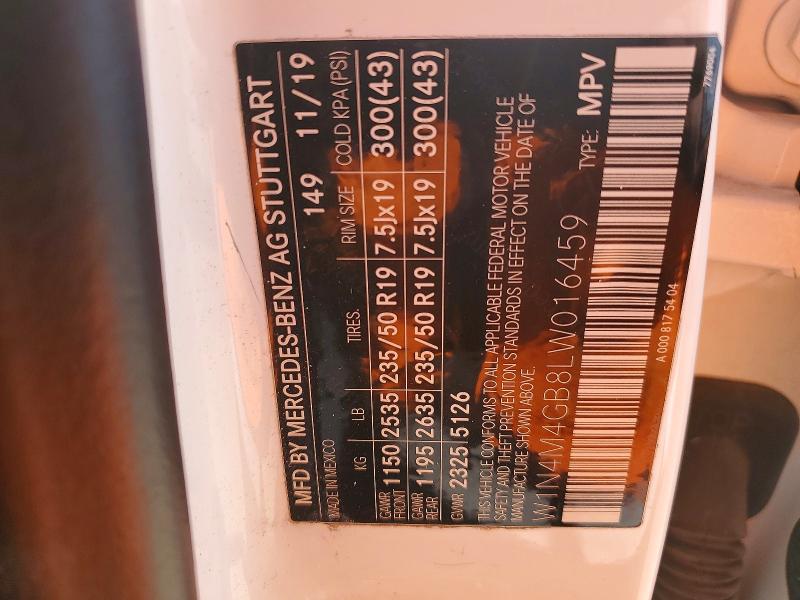 MFD BY MERCEDES-BENZ AG STUTTGART
MADE IN MEXICO 149 11/19
KG LB TIRES. RIM SIZE COLD KPA (PSI)
GAWR FRONT 1150 2535 235/50 R19 7.5Jx19 300(43)
GAWR REAR 1195 2635 235/50 R19 7.5Jx19 300(43)
GVWR 2325 5126
THIS VEHICLE CONFORMS TO ALL APPLICABLE FEDERAL MOTOR VEHICLE
SAFETY AND THEFT PREVENTION STANDARDS IN EFFECT ON THE DATE OF
MANUFACTURE SHOWN ABOVE.
W1N4M4GB8LW016459 TYPE: MPV
A 000 817 54 04
7769004